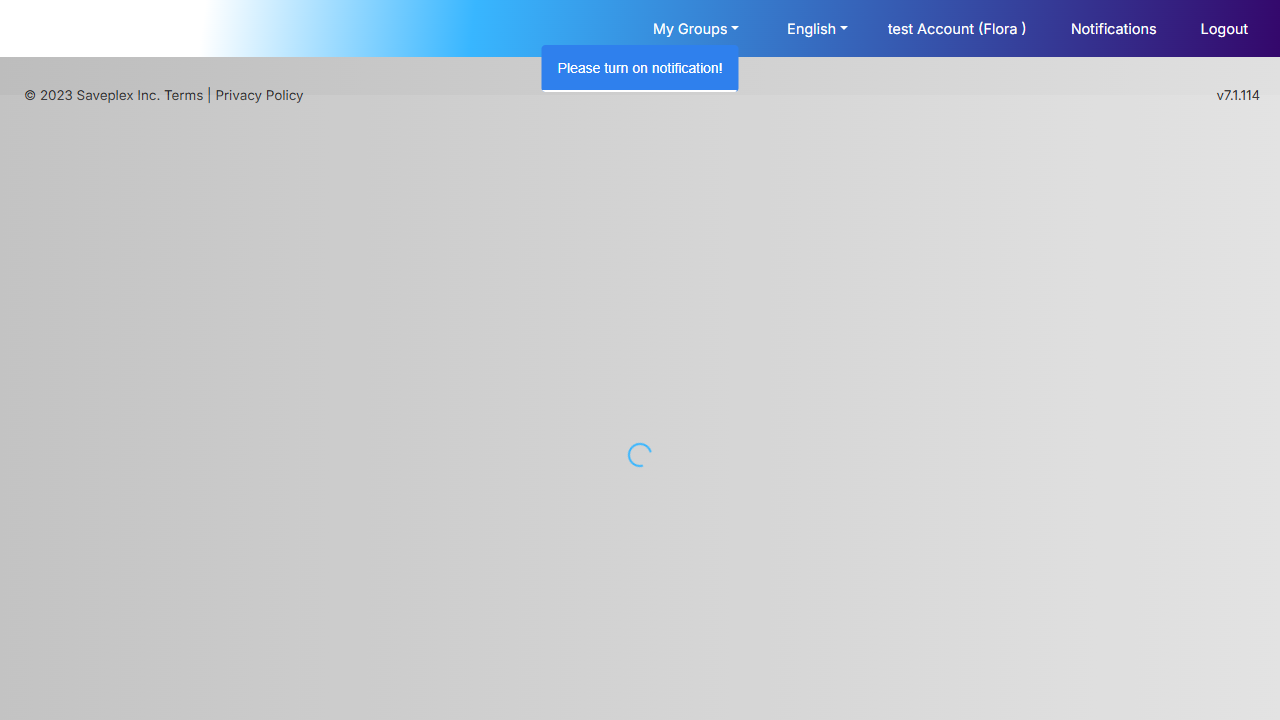 My Groups English test Account (Flora ) Notifications Logout
Please turn on notification!
© 2023 Saveplex Inc. Terms | Privacy Policy v7.1.114